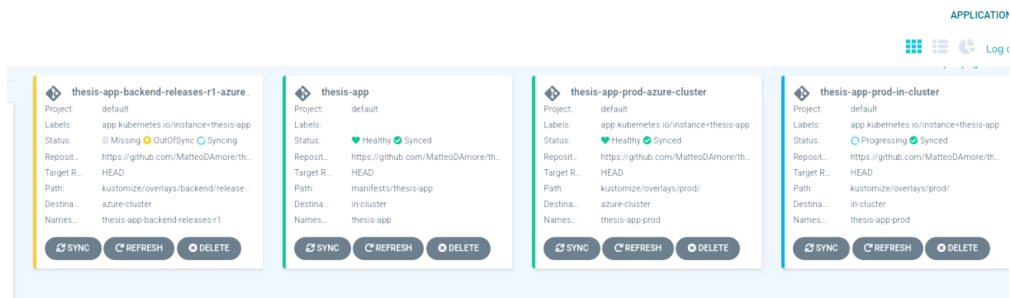 APPLICATION
Log o
thesis-app-backend-releases-r1-azure..
Project: default
Labels: app.kubernetes.io/instance=thesis-app
Status: Missing OutOfSync Syncing
Reposit... https://github.com/MatteoDAmore/th...
Target R... HEAD
Path: kustomize/overlays/backend/release...
Destina... azure-cluster
Names... thesis-app-backend-releases-r1
SYNC REFRESH DELETE
thesis-app
Project: default
Labels:
Status: Healthy Synced
Reposit... https://github.com/MatteoDAmore/th...
Target R... HEAD
Path: manifests/thesis-app
Destina... in-cluster
Names... thesis-app
SYNC REFRESH DELETE
thesis-app-prod-azure-cluster
Project: default
Labels: app.kubernetes.io/instance=thesis-app
Status: Healthy Synced
Reposit... https://github.com/MatteoDAmore/th...
Target R... HEAD
Path: kustomize/overlays/prod/
Destina... azure-cluster
Names... thesis-app-prod
SYNC REFRESH DELETE
thesis-app-prod-in-cluster
Project: default
Labels: app.kubernetes.io/instance=thesis-app
Status: Progressing Synced
Reposit... https://github.com/MatteoDAmore/th...
Target R... HEAD
Path: kustomize/overlays/prod/
Destina... in-cluster
Names... thesis-app-prod
SYNC REFRESH DELETE